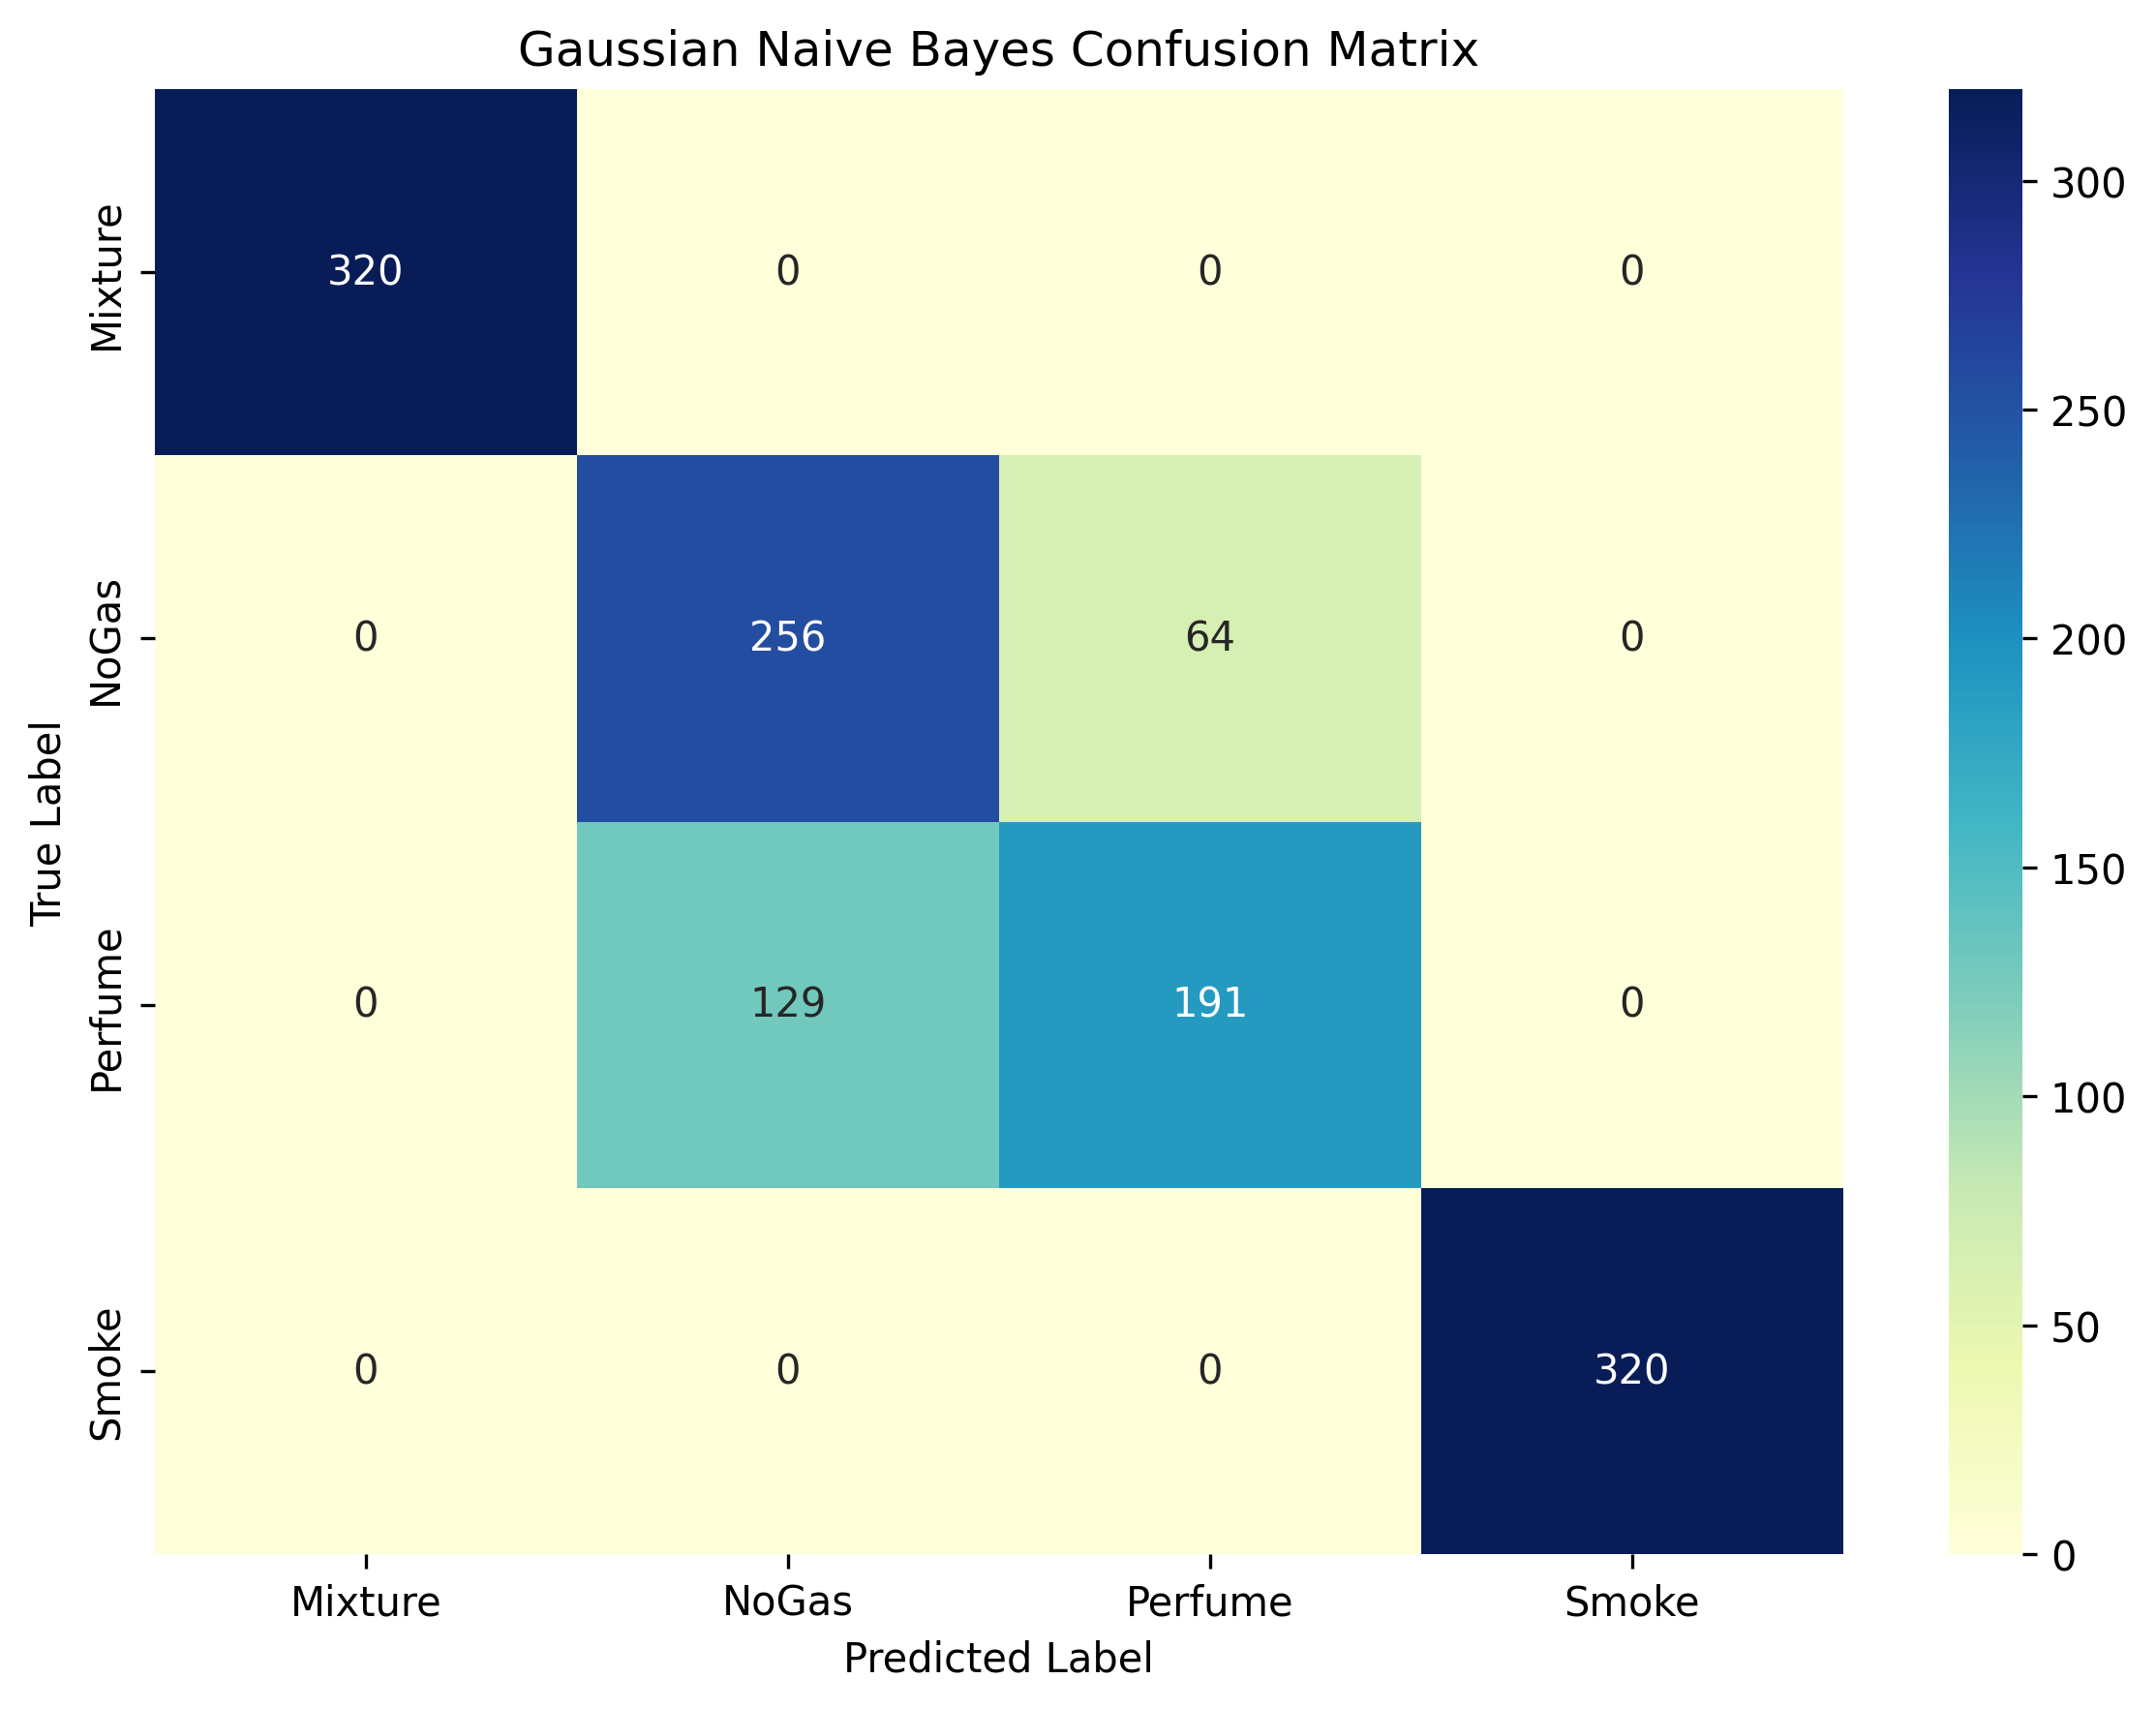 Gaussian Naive Bayes Confusion Matrix
True Label
Mixture
320 0 0 0
NoGas
0 256 64 0
Perfume
0 129 191 0
Smoke
0 0 0 320
Mixture NoGas Perfume Smoke
Predicted Label
300
250
200
150
100
50
0